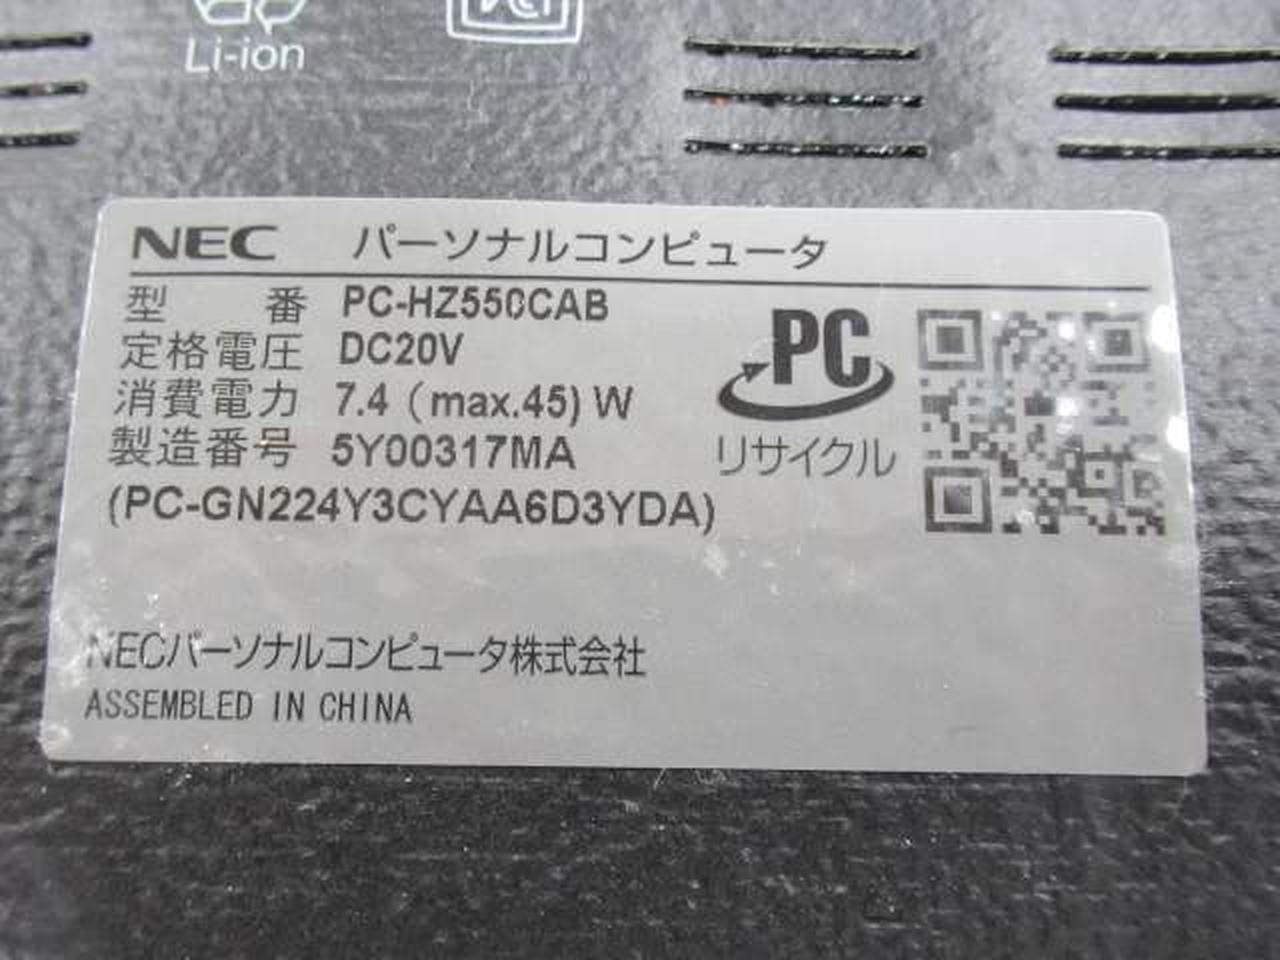 Li-ion
VCI
NEC パーソナルコンピュータ
型 番 PC-HZ550CAB
定格電圧 DC20V
消費電力 7.4 (max.45) W
製造番号 5Y00317MA
(PC-GN224Y3CYAA6D3YDA)
PC
リサイクル
NECパーソナルコンピュータ株式会社
ASSEMBLED IN CHINA